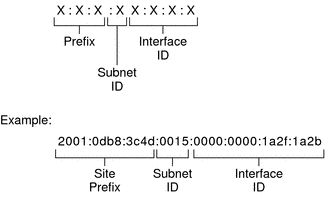 X : X : X : X : X : X : X : X
Prefix
Interface
ID
Subnet
ID
Example:
2001:0db8:3c4d:0015:0000:0000:1a2f:1a2b
Site
Prefix
Subnet
ID
Interface
ID